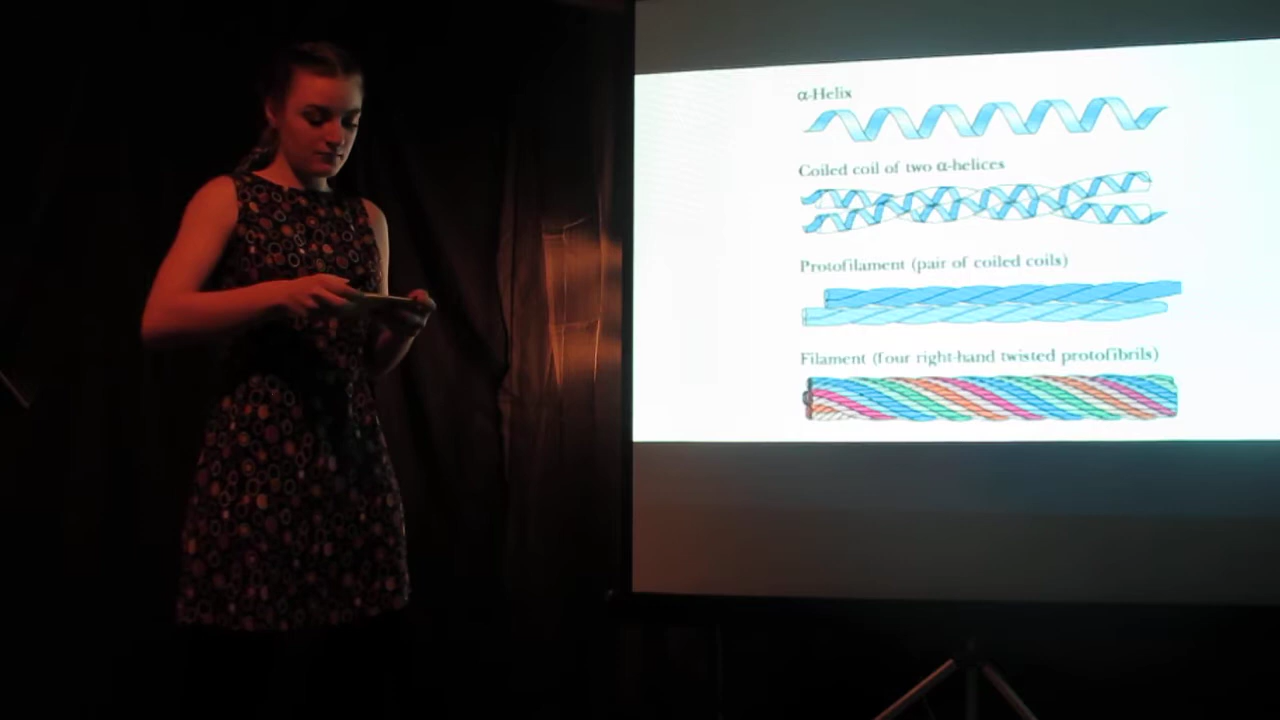 α-Helix
Coiled coil of two α-helices
Protofilament (pair of coiled coils)
Filament (four right-hand twisted protofibrils)